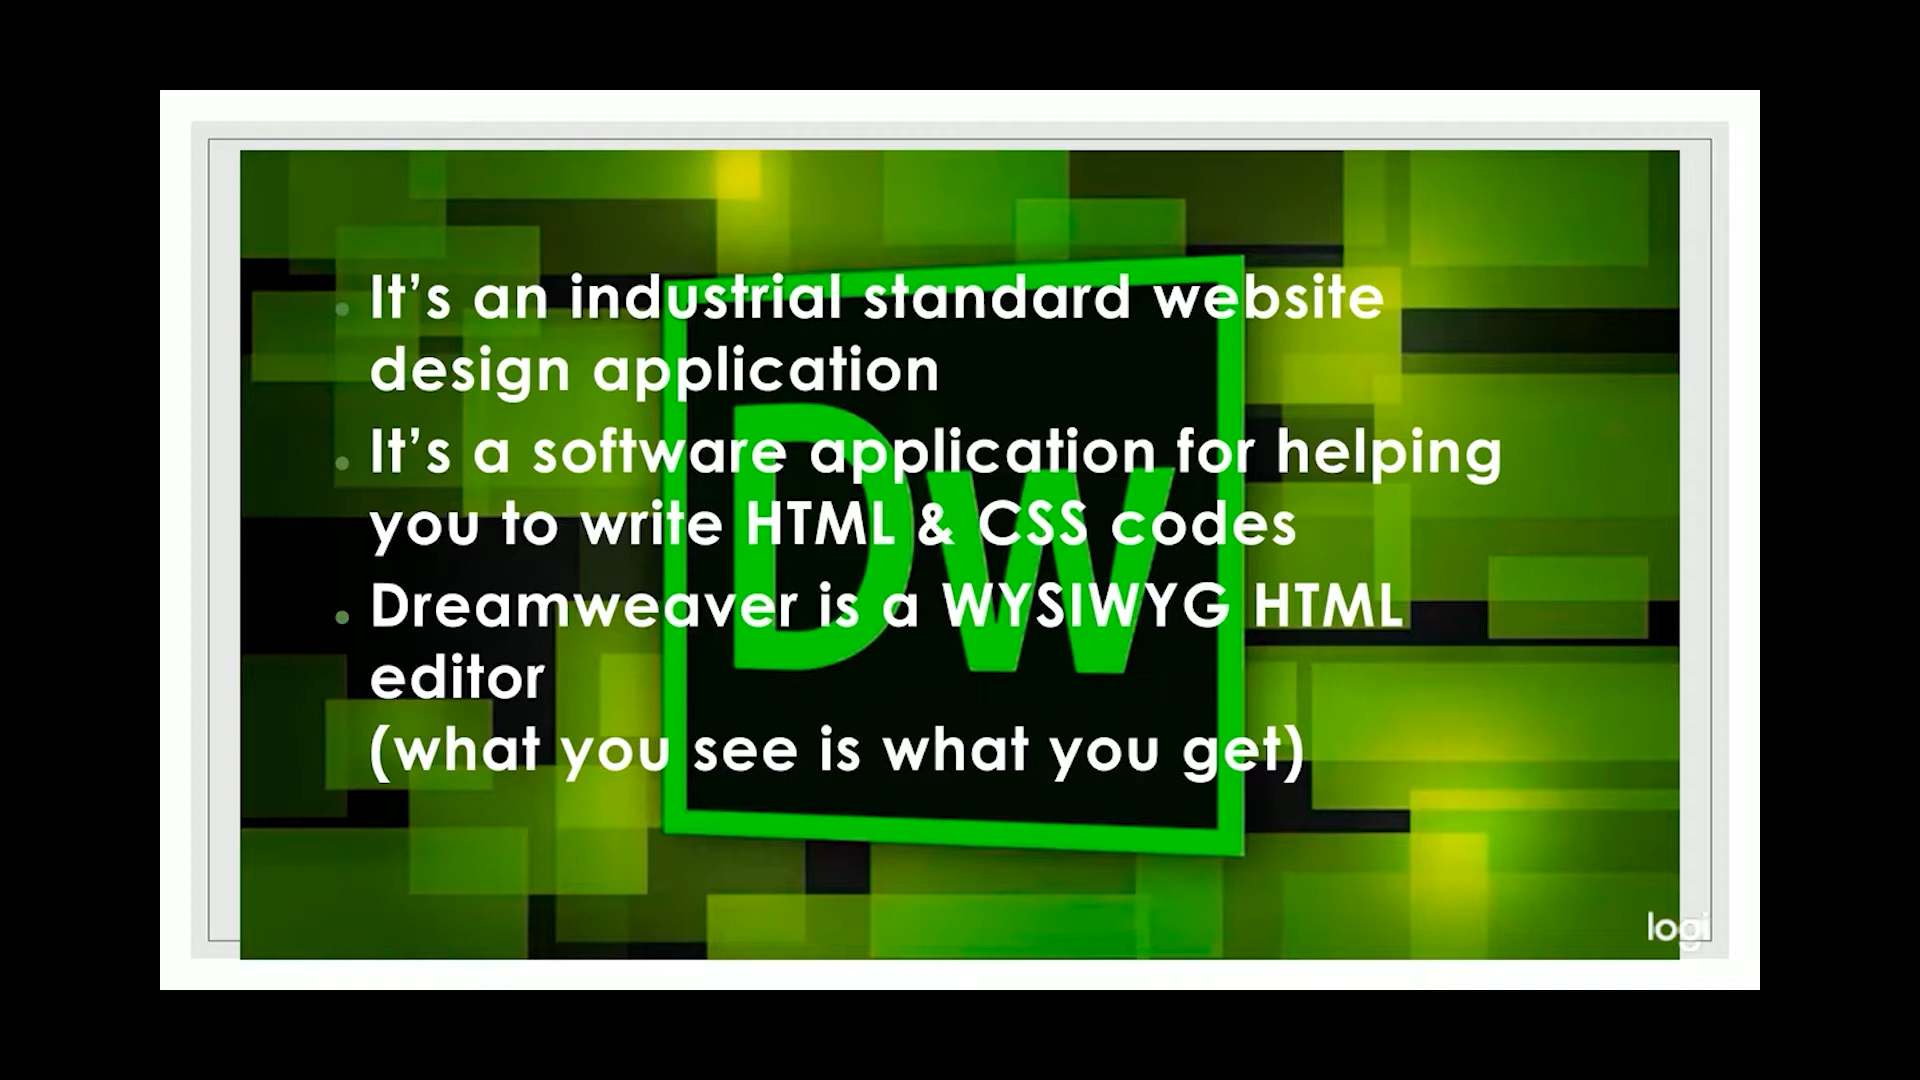 It's an industrial standard website
design application
It's a software application for helping
you to write HTML & CSS codes
Dreamweaver is a WYSIWYG HTML
editor
(what you see is what you get)
Dw
logi